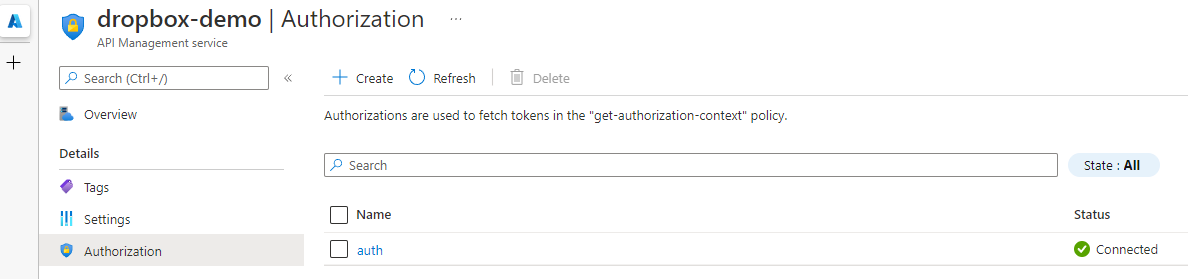 dropbox-demo | Authorization ...
API Management service
Search (Ctrl+/) «
Create Refresh Delete
Overview
Authorizations are used to fetch tokens in the "get-authorization-context" policy.
Details
Search State : All
Tags
Name Status
Settings
Authorization
auth Connected